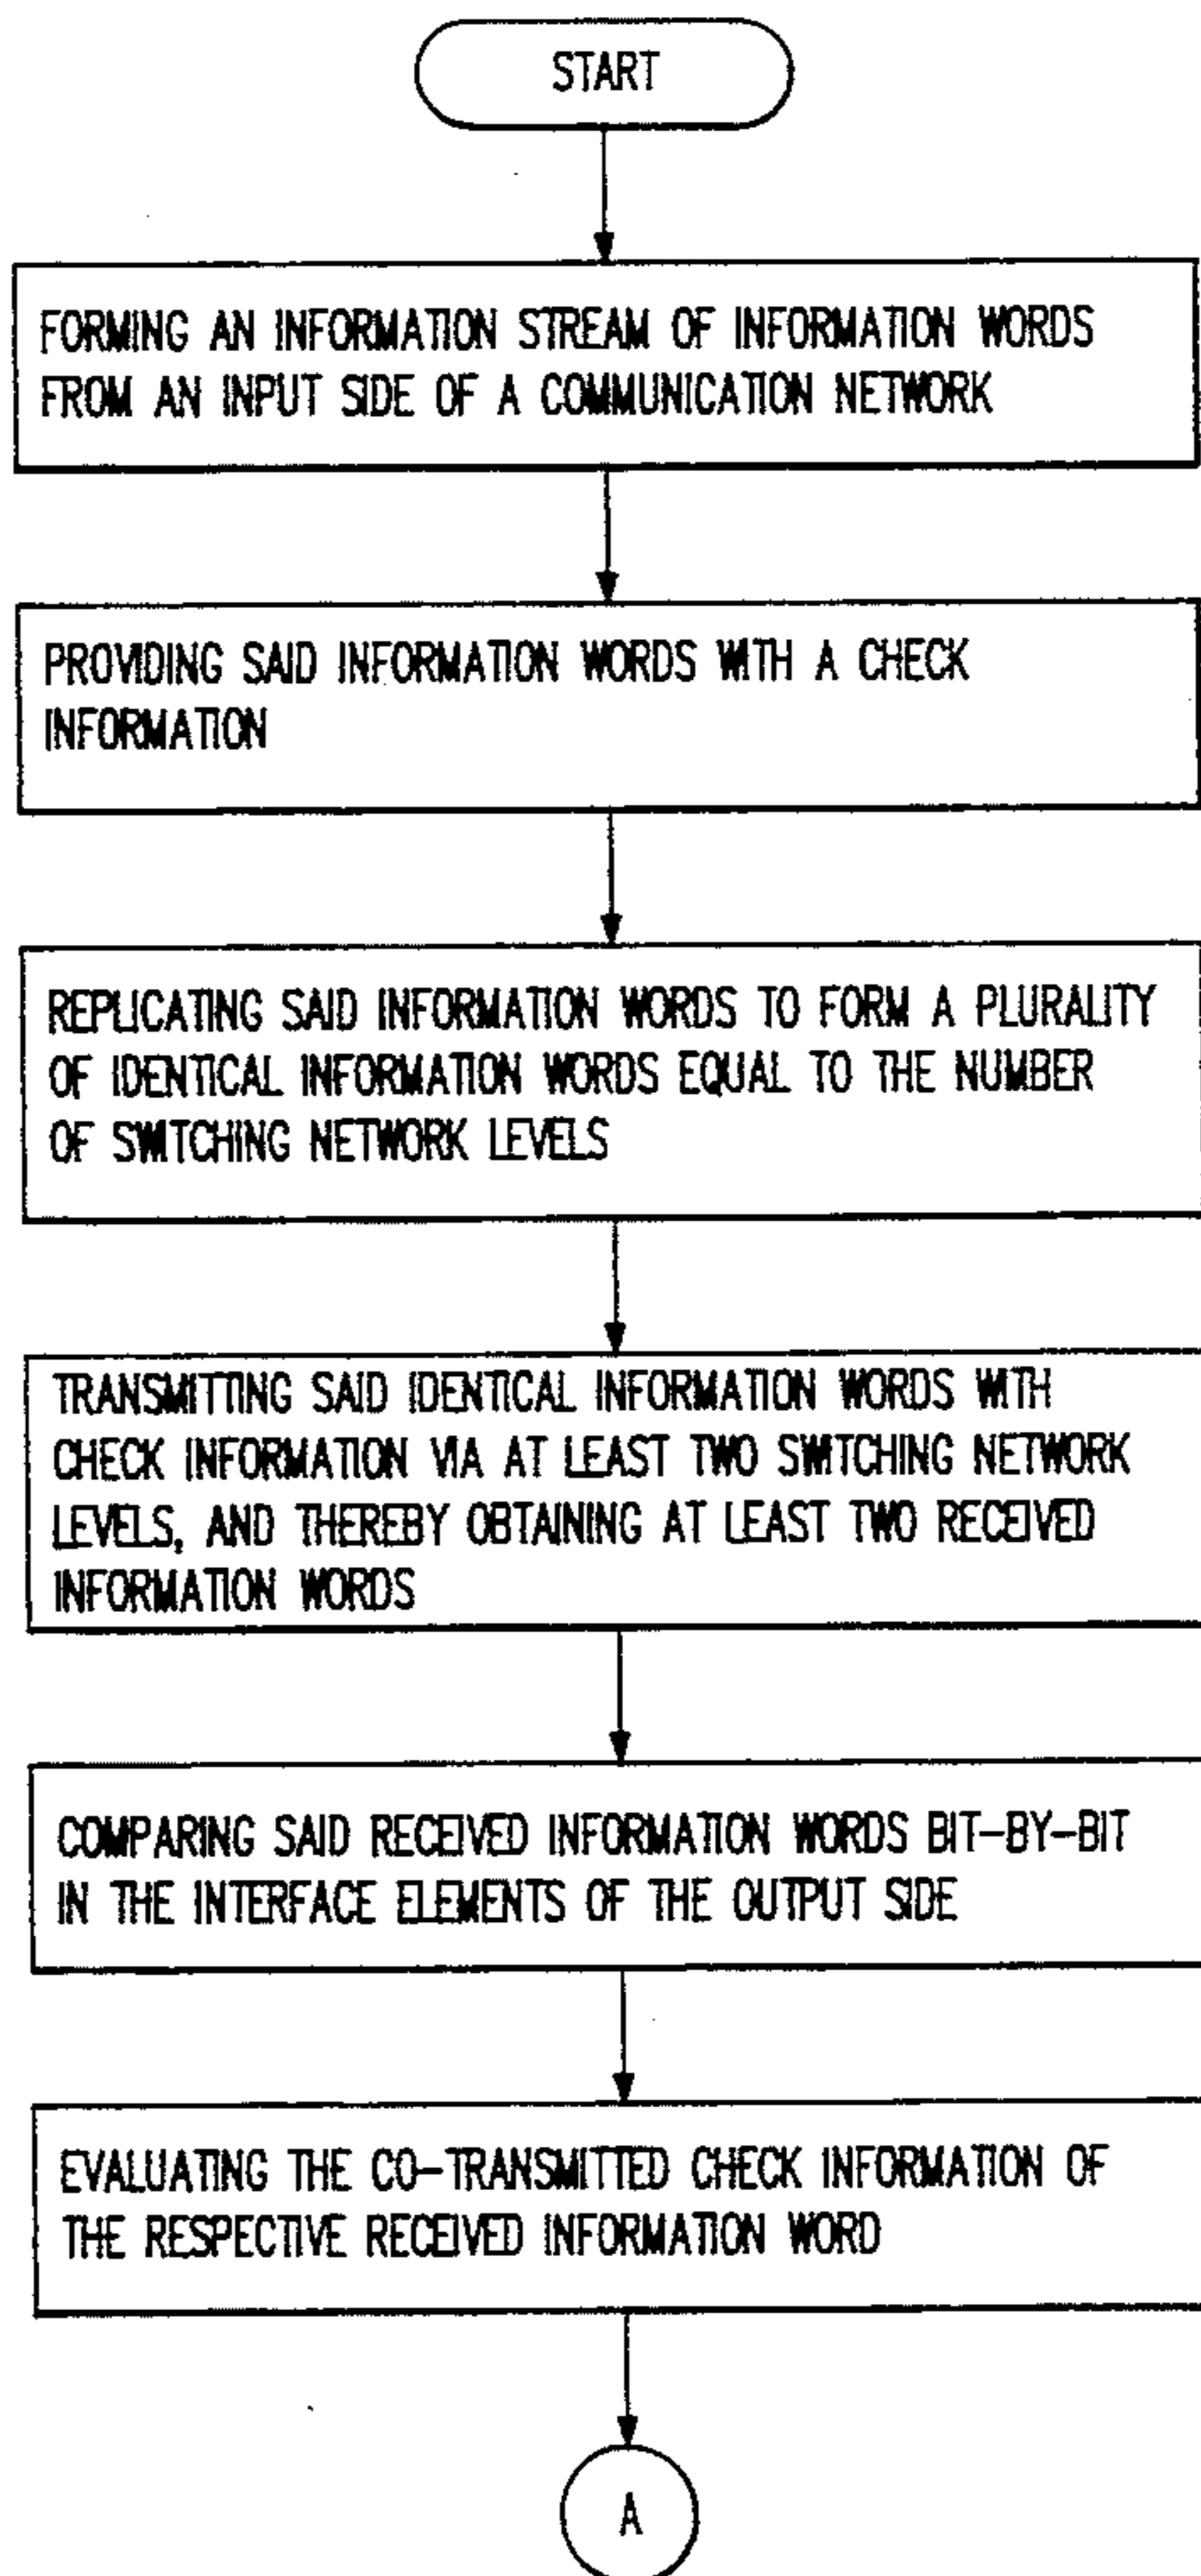 START
FORMING AN INFORMATION STREAM OF INFORMATION WORDS
FROM AN INPUT SIDE OF A COMMUNICATION NETWORK
PROVIDING SAID INFORMATION WORDS WITH A CHECK
INFORMATION
REPLICATING SAID INFORMATION WORDS TO FORM A PLURALITY
OF IDENTICAL INFORMATION WORDS EQUAL TO THE NUMBER
OF SWITCHING NETWORK LEVELS
TRANSMITTING SAID IDENTICAL INFORMATION WORDS WITH
CHECK INFORMATION VIA AT LEAST TWO SWITCHING NETWORK
LEVELS, AND THEREBY OBTAINING AT LEAST TWO RECEIVED
INFORMATION WORDS
COMPARING SAID RECEIVED INFORMATION WORDS BIT-BY-BIT
IN THE INTERFACE ELEMENTS OF THE OUTPUT SIDE
EVALUATING THE CO-TRANSMITTED CHECK INFORMATION OF
THE RESPECTIVE RECEIVED INFORMATION WORD
A